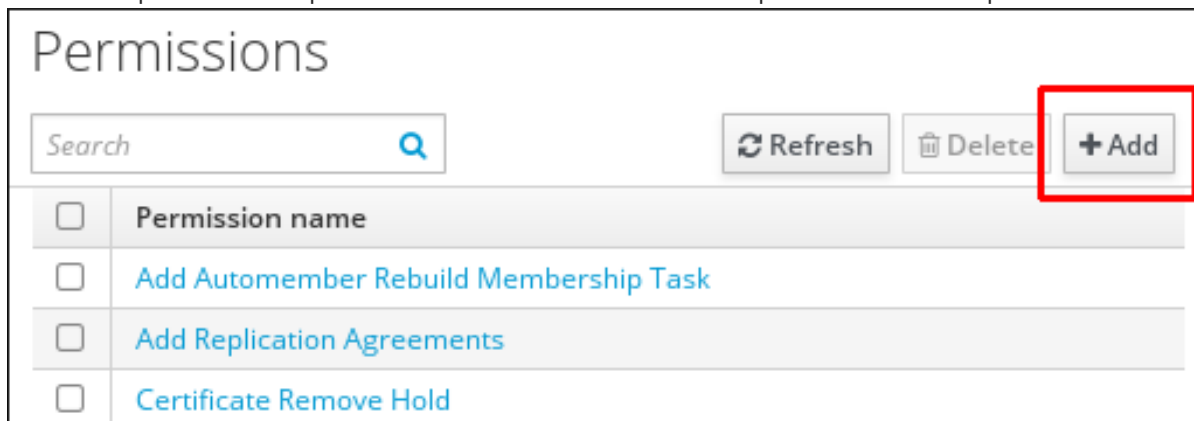 Permissions
Search Refresh Delete +Add
Permission name
Add Automember Rebuild Membership Task
Add Replication Agreements
Certificate Remove Hold